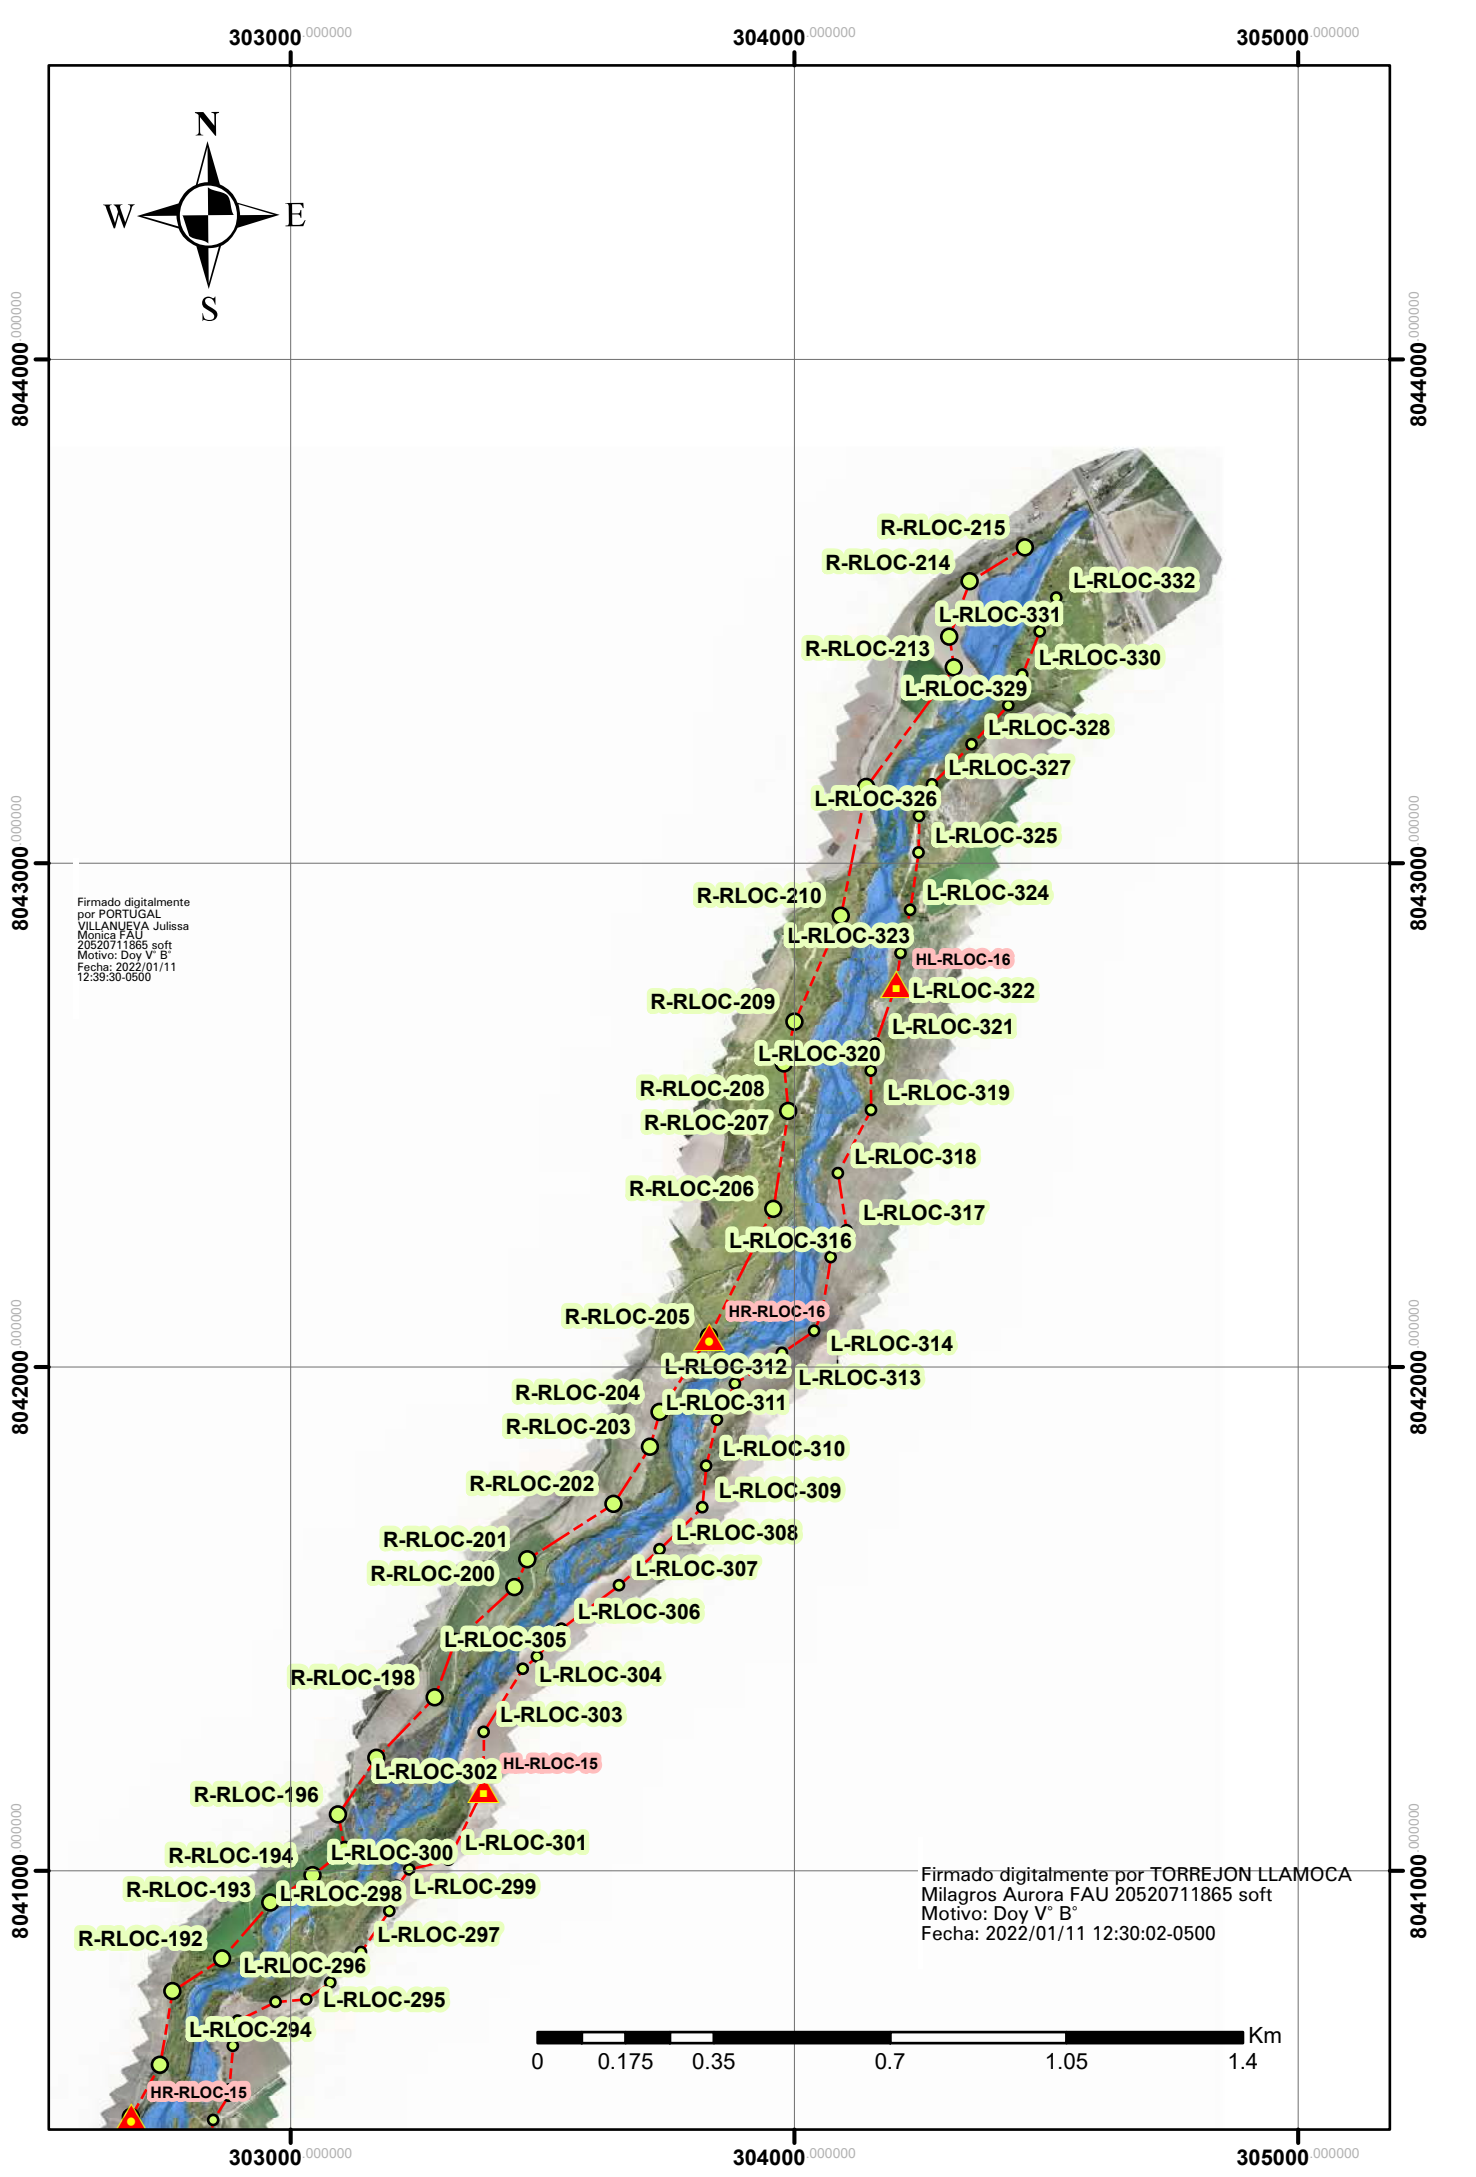 303000.000000 304000.000000 305000.000000
N
W E
S
8044000.000000 8044000.000000
R-RLOC-215
R-RLOC-214
L-RLOC-332
L-RLOC-331
R-RLOC-213
L-RLOC-330
L-RLOC-329
L-RLOC-328
L-RLOC-327
L-RLOC-326
L-RLOC-325
8043000.000000 8043000.000000
R-RLOC-210
L-RLOC-324
Firmado digitalmente
por PORTUGAL
VILLANUEVA Julissa
Monica FAU
20520711865 soft
Motivo: Doy V° B°
Fecha: 2022/01/11
12:39:30-0500
L-RLOC-323
HL-RLOC-16
L-RLOC-322
R-RLOC-209
L-RLOC-321
L-RLOC-320
R-RLOC-208
L-RLOC-319
R-RLOC-207
L-RLOC-318
R-RLOC-206
L-RLOC-317
L-RLOC-316
R-RLOC-205
HR-RLOC-16
L-RLOC-314
8042000.000000 8042000.000000
L-RLOC-312
L-RLOC-313
R-RLOC-204
L-RLOC-311
R-RLOC-203
L-RLOC-310
R-RLOC-202
L-RLOC-309
L-RLOC-308
R-RLOC-201
R-RLOC-200
L-RLOC-307
L-RLOC-306
L-RLOC-305
R-RLOC-198
L-RLOC-304
L-RLOC-303
HL-RLOC-15
L-RLOC-302
R-RLOC-196
L-RLOC-301
R-RLOC-194
L-RLOC-300
8041000.000000 8041000.000000
R-RLOC-193
L-RLOC-298
L-RLOC-299
Firmado digitalmente por TORREJON LLAMOCA
Milagros Aurora FAU 20520711865 soft
Motivo: Doy V° B°
Fecha: 2022/01/11 12:30:02-0500
R-RLOC-192
L-RLOC-297
L-RLOC-296
L-RLOC-295
L-RLOC-294
Km
0 0.175 0.35 0.7 1.05 1.4
HR-RLOC-15
303000.000000 304000.000000 305000.000000